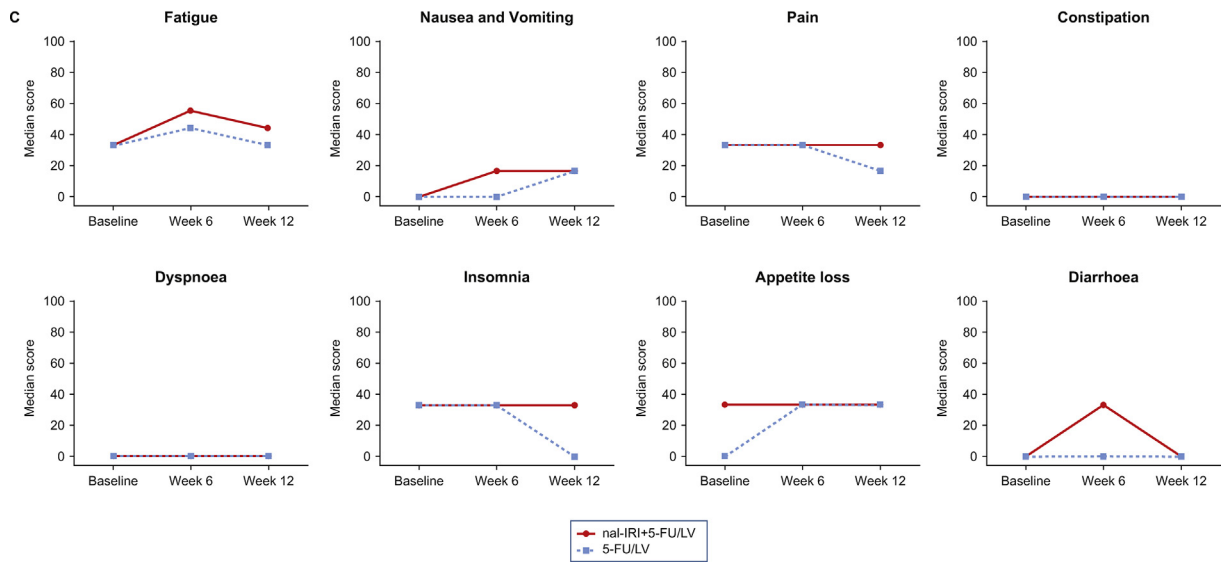 C
Fatigue
Nausea and Vomiting
Pain
Constipation
Median score
100
80
60
40
20
0
Baseline
Week 6
Week 12
Median score
100
80
60
40
20
0
Baseline
Week 6
Week 12
Median score
100
80
60
40
20
0
Baseline
Week 6
Week 12
Median score
100
80
60
40
20
0
Baseline
Week 6
Week 12
Dyspnoea
Insomnia
Appetite loss
Diarrhoea
Median score
100
80
60
40
20
0
Baseline
Week 6
Week 12
Median score
100
80
60
40
20
0
Baseline
Week 6
Week 12
Median score
100
80
60
40
20
0
Baseline
Week 6
Week 12
Median score
100
80
60
40
20
0
Baseline
Week 6
Week 12
nal-IRI+5-FU/LV
5-FU/LV